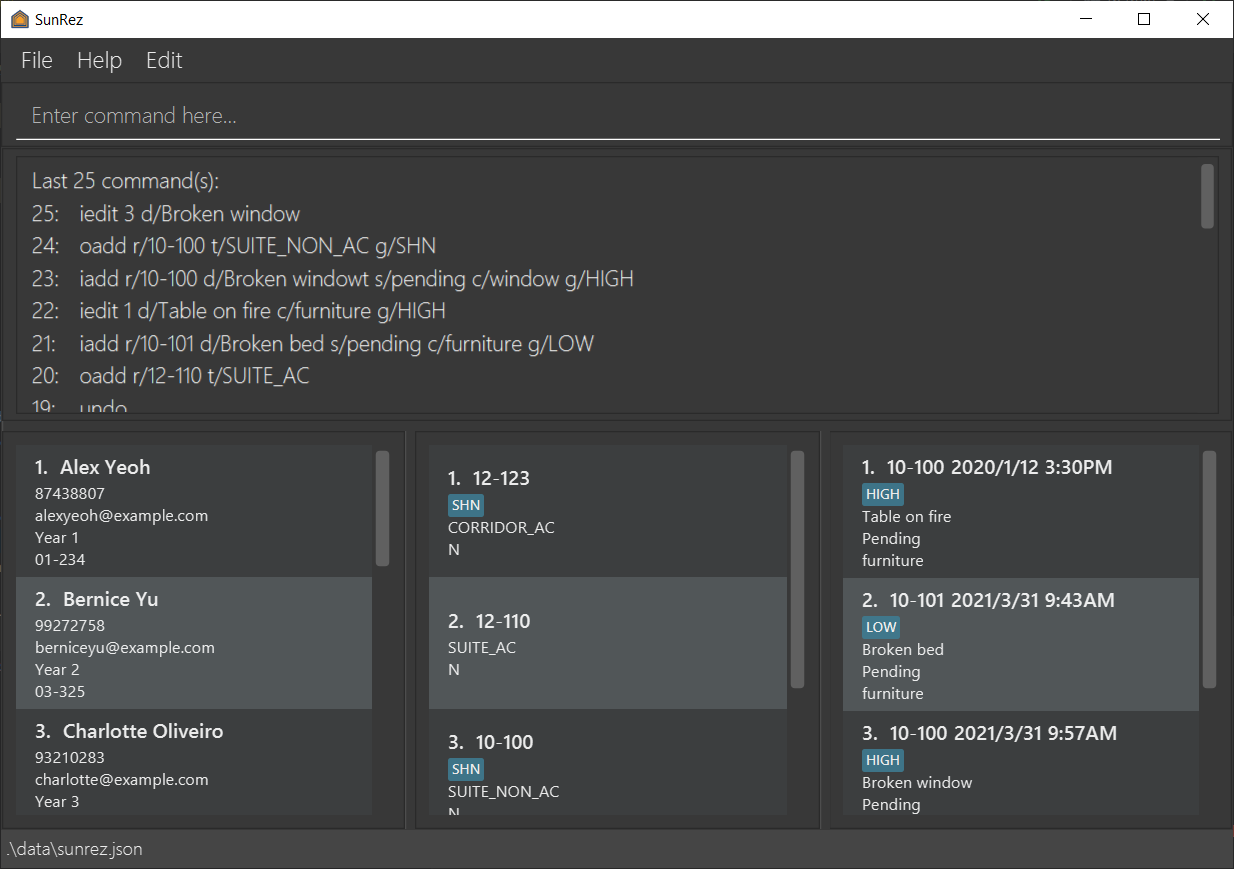 SunRez
File Help Edit
Enter command here...
Last 25 command(s):
25: iedit 3 d/Broken window
24: oadd r/10-100 t/SUITE_NON_AC g/SHN
23: iadd r/10-100 d/Broken windowt s/pending c/window g/HIGH
22: iedit 1 d/Table on fire c/furniture g/HIGH
21: iadd r/10-101 d/Broken bed s/pending c/furniture g/LOW
20: oadd r/12-110 t/SUITE_AC
19: undo
1. Alex Yeoh
87438807
alexyeoh@example.com
Year 1
01-234
2. Bernice Yu
99272758
berniceyu@example.com
Year 2
03-325
3. Charlotte Oliveiro
93210283
charlotte@example.com
Year 3
1. 12-123
SHN
CORRIDOR_AC
N
2. 12-110
SUITE_AC
N
3. 10-100
SHN
SUITE_NON_AC
N
1. 10-100 2020/1/12 3:30PM
HIGH
Table on fire
Pending
furniture
2. 10-101 2021/3/31 9:43AM
LOW
Broken bed
Pending
furniture
3. 10-100 2021/3/31 9:57AM
HIGH
Broken window
Pending
.\data\sunrez.json